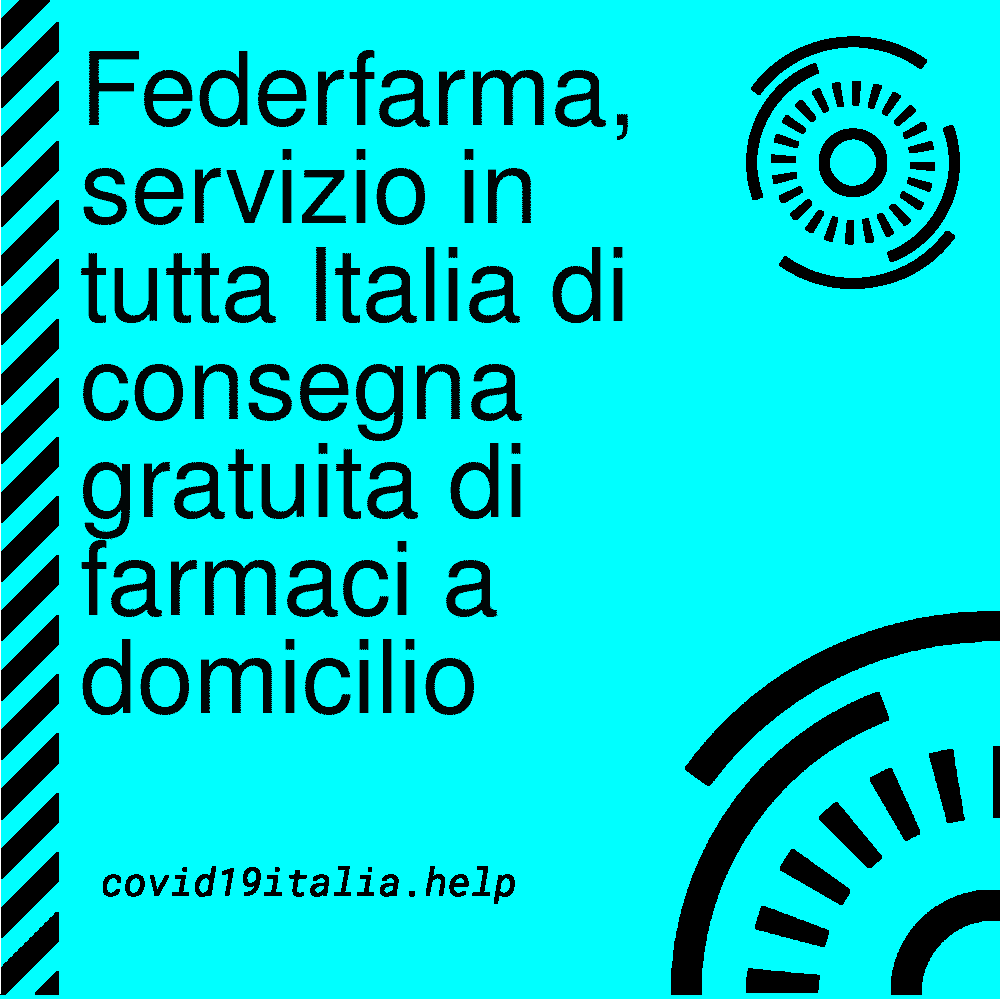 Federfarma,
servizio in
tutta Italia di
consegna
gratuita di
farmaci a
domicilio
covid19italia.help